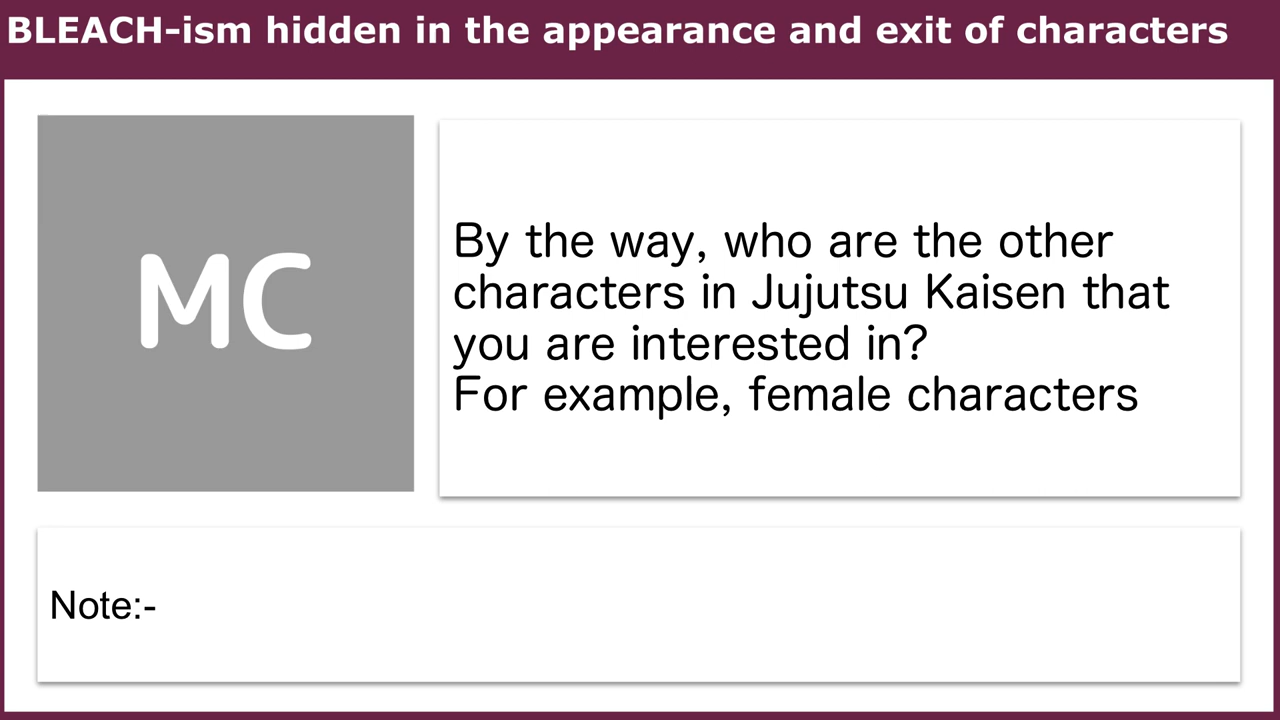 BLEACH-ism hidden in the appearance and exit of characters
MC
By the way, who are the other
characters in Jujutsu Kaisen that
you are interested in?
For example, female characters
Note:-